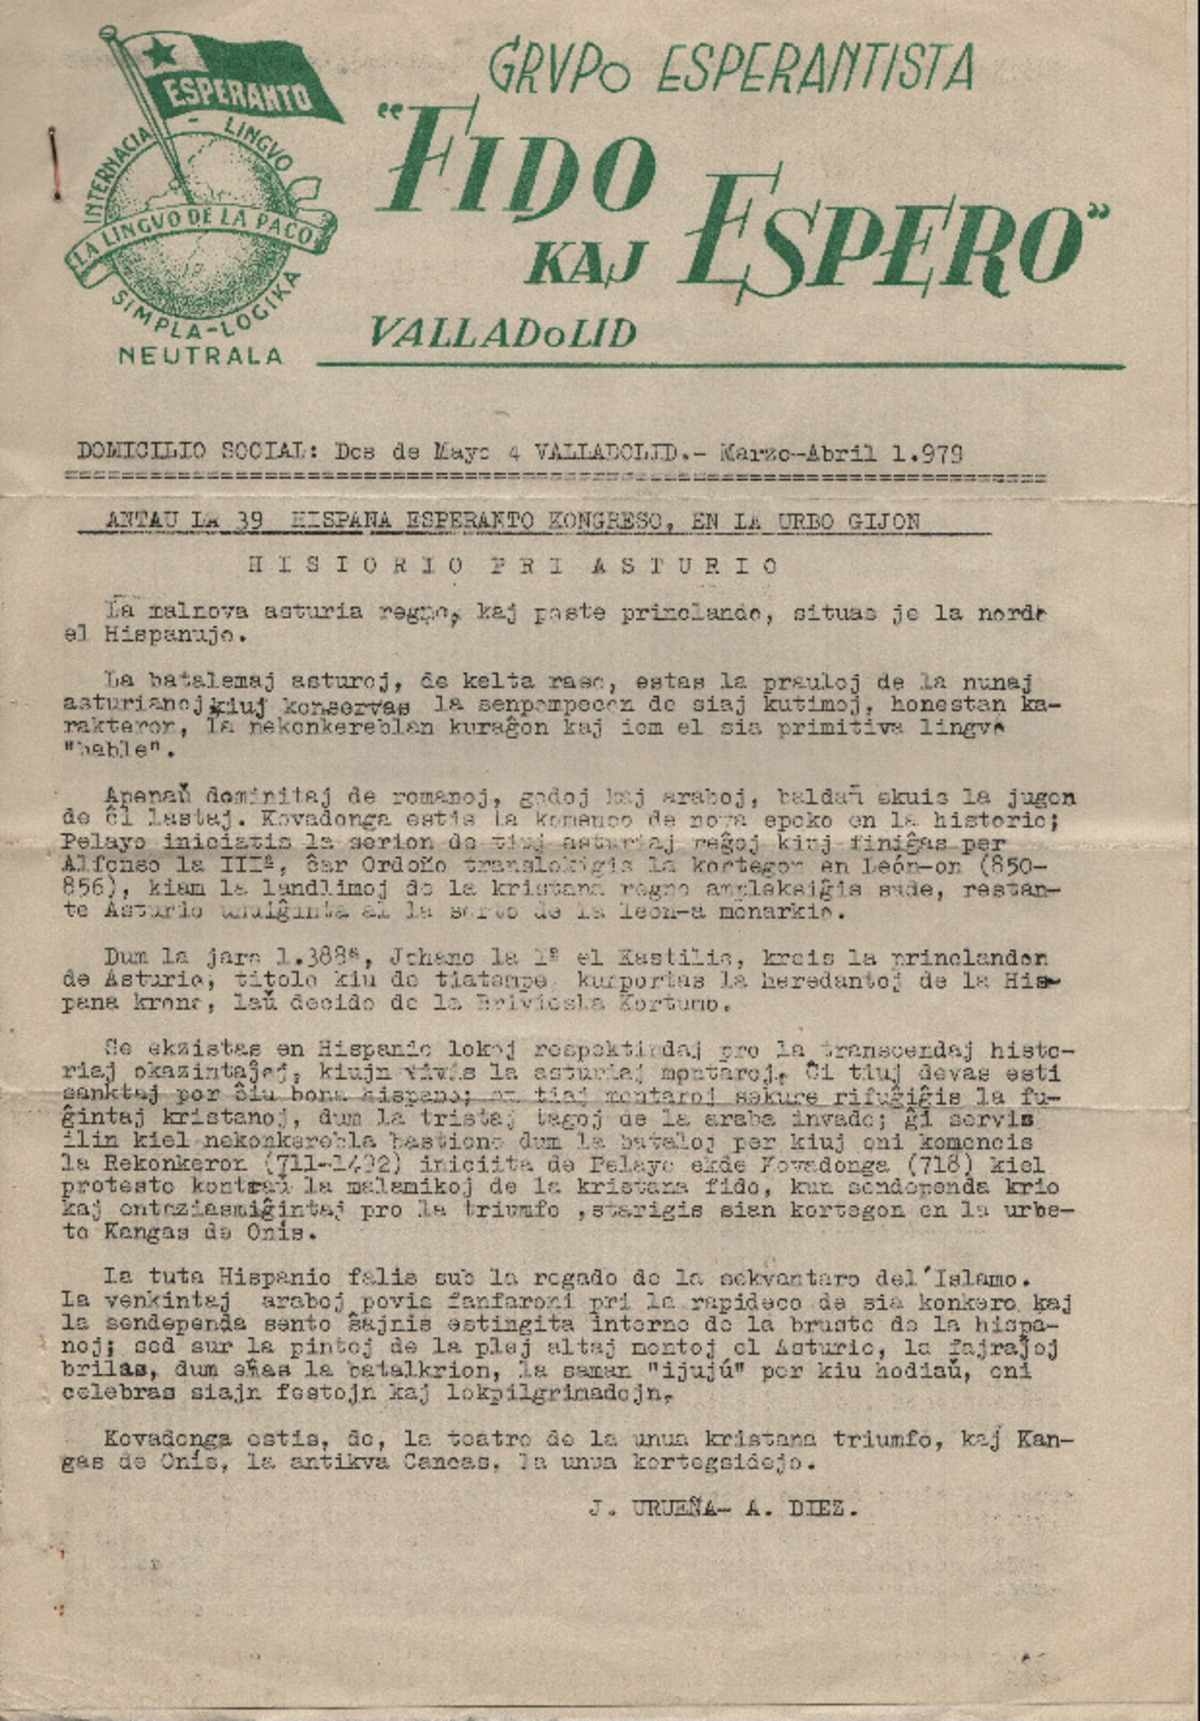 GRVPO ESPERANTISTA
"FIDO
KAJ ESPERO"
VALLADOLID
ESPERANTO
INTERNACIA - LINGVO
LA LINGVO DE LA PACO
SIMPLA-LOGIKA
NEUTRALA
DOMICILIO SOCIAL: Dos de Mayo 4 VALLADOLID.- Marzo-Abril 1.979
ANTAU LA 39 HISPANA ESPERANTO KONGRESO, EN LA URBO GIJON
HISTORIO PRI ASTURIO
La malnova asturia regno, kaj poste princlando, situas je la nordo
el Hispanujo.
La batalemaj asturoj, de kelta raso, estas la prauloj de la nunaj
asturianoj kiuj konservas la senpompecon de siaj kutimoj, honestan ka-
rakteron, la nekonkereblan kuraĝon kaj iom el sia primitiva lingvo
"bable".
Apenaŭ dominitaj de romanoj, godoj kaj araboj, baldaŭ skuis la jugon
de ĉi lastaj. Kovadonga estis la komenco de nova epoko en la historio;
Pelayo iniciatis la serion de tiuj asturiaj reĝoj kiuj finiĝas per
Alfonso la IIIª, ĉar Ordoño translokigis la kortegon en León-on (850-
856), kiam la landlimoj de la kristana regno ampleksiĝis sude, restan-
te Asturio unuiĝinta al la sorto de la leon-a monarkio.
Dum la jaro 1.388ª, Johano la 1ª el Kastilio, kreis la princlandon
de Asturio; titolo kiu de tiatempe kunportas la heredantoj de la His-
pana krono, laŭ decido de la Brivieska Kortumo.
Se ekzistas en Hispanio lokoj respektindaj pro la transcendaj histo-
riaj okazintaĵoj, kiujn vivis la asturiaj montaroj. Ĉi tiuj devas esti
sanktaj por ĉiu bona hispano; en tiaj montaroj sekure rifuĝiĝis la fu-
ĝintaj kristanoj, dum la tristaj tagoj de la araba invado; ĝi servis
ilin kiel nekonkerebla bastiono dum la bataloj per kiuj oni komencis
la Rekonkeron (711-1492) iniciita de Pelayo ekde Kovadonga (718) kiel
protesto kontraŭ la malamikoj de la kristana fido, kun sendependa krio
kaj entuziasmiĝintaj pro la triumfo ,starigis sian kortegon en la urbe-
to Kangas de Onís.
La tuta Hispanio falis sub la regado de la sekvantaro del'Islamo.
La venkintaj araboj povis fanfaroni pri la rapideco de sia konkero kaj
la sendependa sento ŝajnis estingita interne de la brusto de la hispa-
noj; sed sur la pintoj de la plej altaj montoj el Asturio, la fajraĵoj
brilas, dum eĥas la batalkrion, la saman "ijujú" per kiu hodiaŭ, oni
celebras siajn festojn kaj lokpilgrimadojn.
Kovadonga estis, do, la teatro de la unua kristana triumfo, kaj Kan-
gas de Onís, la antikva Cancas, la unua kortegsidejo.
J. URUEÑA- A. DIEZ.